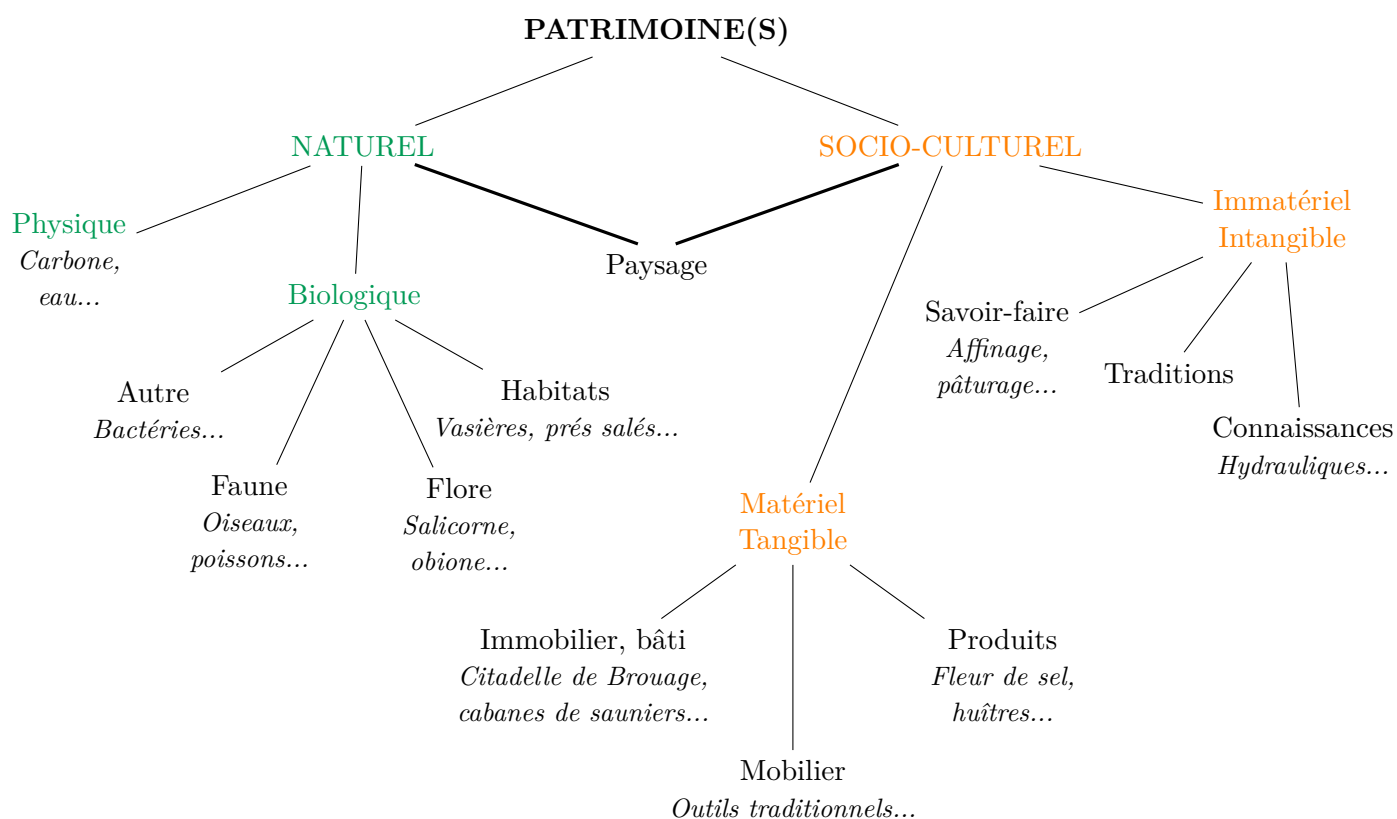 PATRIMOINE(S)
NATUREL
SOCIO-CULTUREL
Physique
Carbone,
eau...
Biologique
Paysage
Immatériel
Intangible
Autre
Bactéries...
Habitats
Vasières, prés salés...
Faune
Oiseaux,
poissons...
Flore
Salicorne,
obione...
Savoir-faire
Affinage,
pâturage...
Traditions
Connaissances
Hydrauliques...
Matériel
Tangible
Immobilier, bâti
Citadelle de Brouage,
cabanes de sauniers...
Produits
Fleur de sel,
huîtres...
Mobilier
Outils traditionnels...